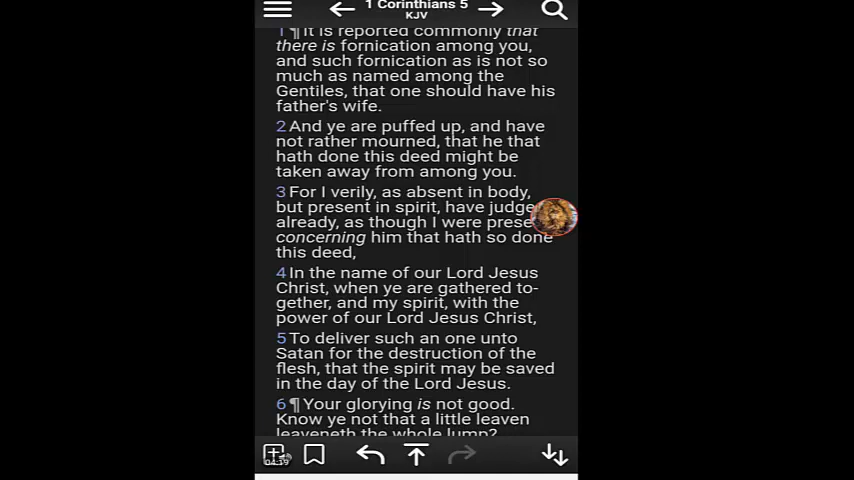 1 Corinthians 5
KJV
1 ¶ It is reported commonly that
there is fornication among you,
and such fornication as is not so
much as named among the
Gentiles, that one should have his
father's wife.
2 And ye are puffed up, and have
not rather mourned, that he that
hath done this deed might be
taken away from among you.
3 For I verily, as absent in body,
but present in spirit, have judge
already, as though I were prese
concerning him that hath so done
this deed,
4 In the name of our Lord Jesus
Christ, when ye are gathered to-
gether, and my spirit, with the
power of our Lord Jesus Christ,
5 To deliver such an one unto
Satan for the destruction of the
flesh, that the spirit may be saved
in the day of the Lord Jesus.
6 ¶ Your glorying is not good.
Know ye not that a little leaven
leaveneth the whole lump?
04:19